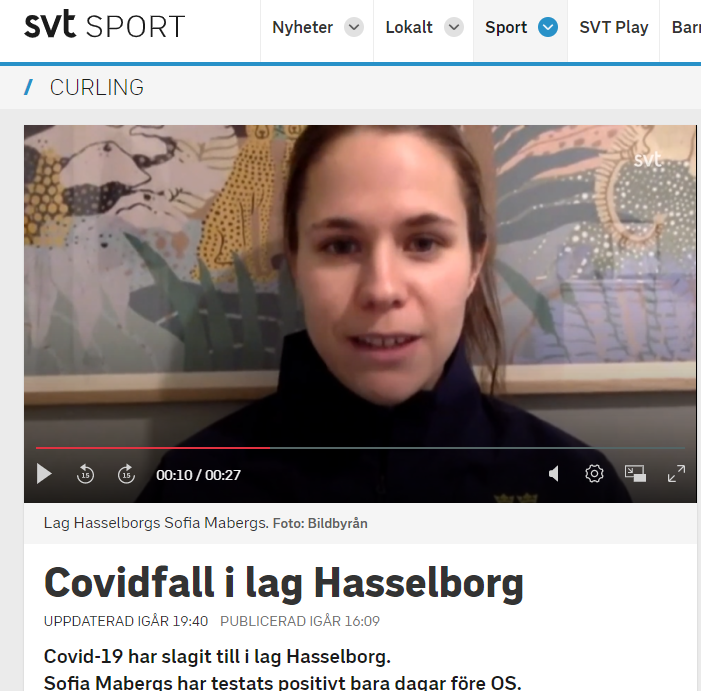 svt SPORT
Nyheter
Lokalt
Sport
SVT Play
/ CURLING
svt
15
15
00:10 / 00:27
Lag Hasselborgs Sofia Mabergs. Foto: Bildbyrån
Covidfall i lag Hasselborg
UPPDATERAD IGÅR 19:40 PUBLICERAD IGÅR 16:09
Covid-19 har slagit till i lag Hasselborg.
Sofia Mabergs har testats positivt bara dagar före OS.